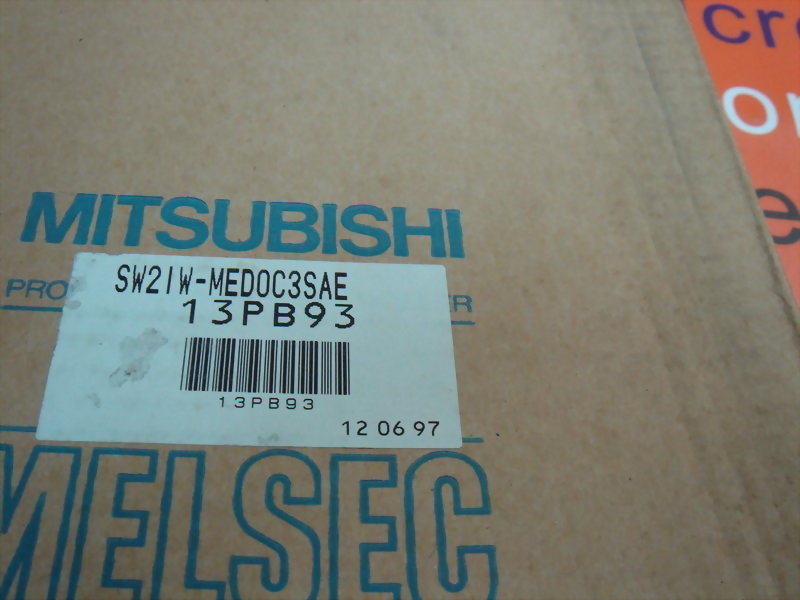 MITSUBISHI
SW2IW-MEDOC3SAE
13PB93
13PB93
12 06 97
MELSEC